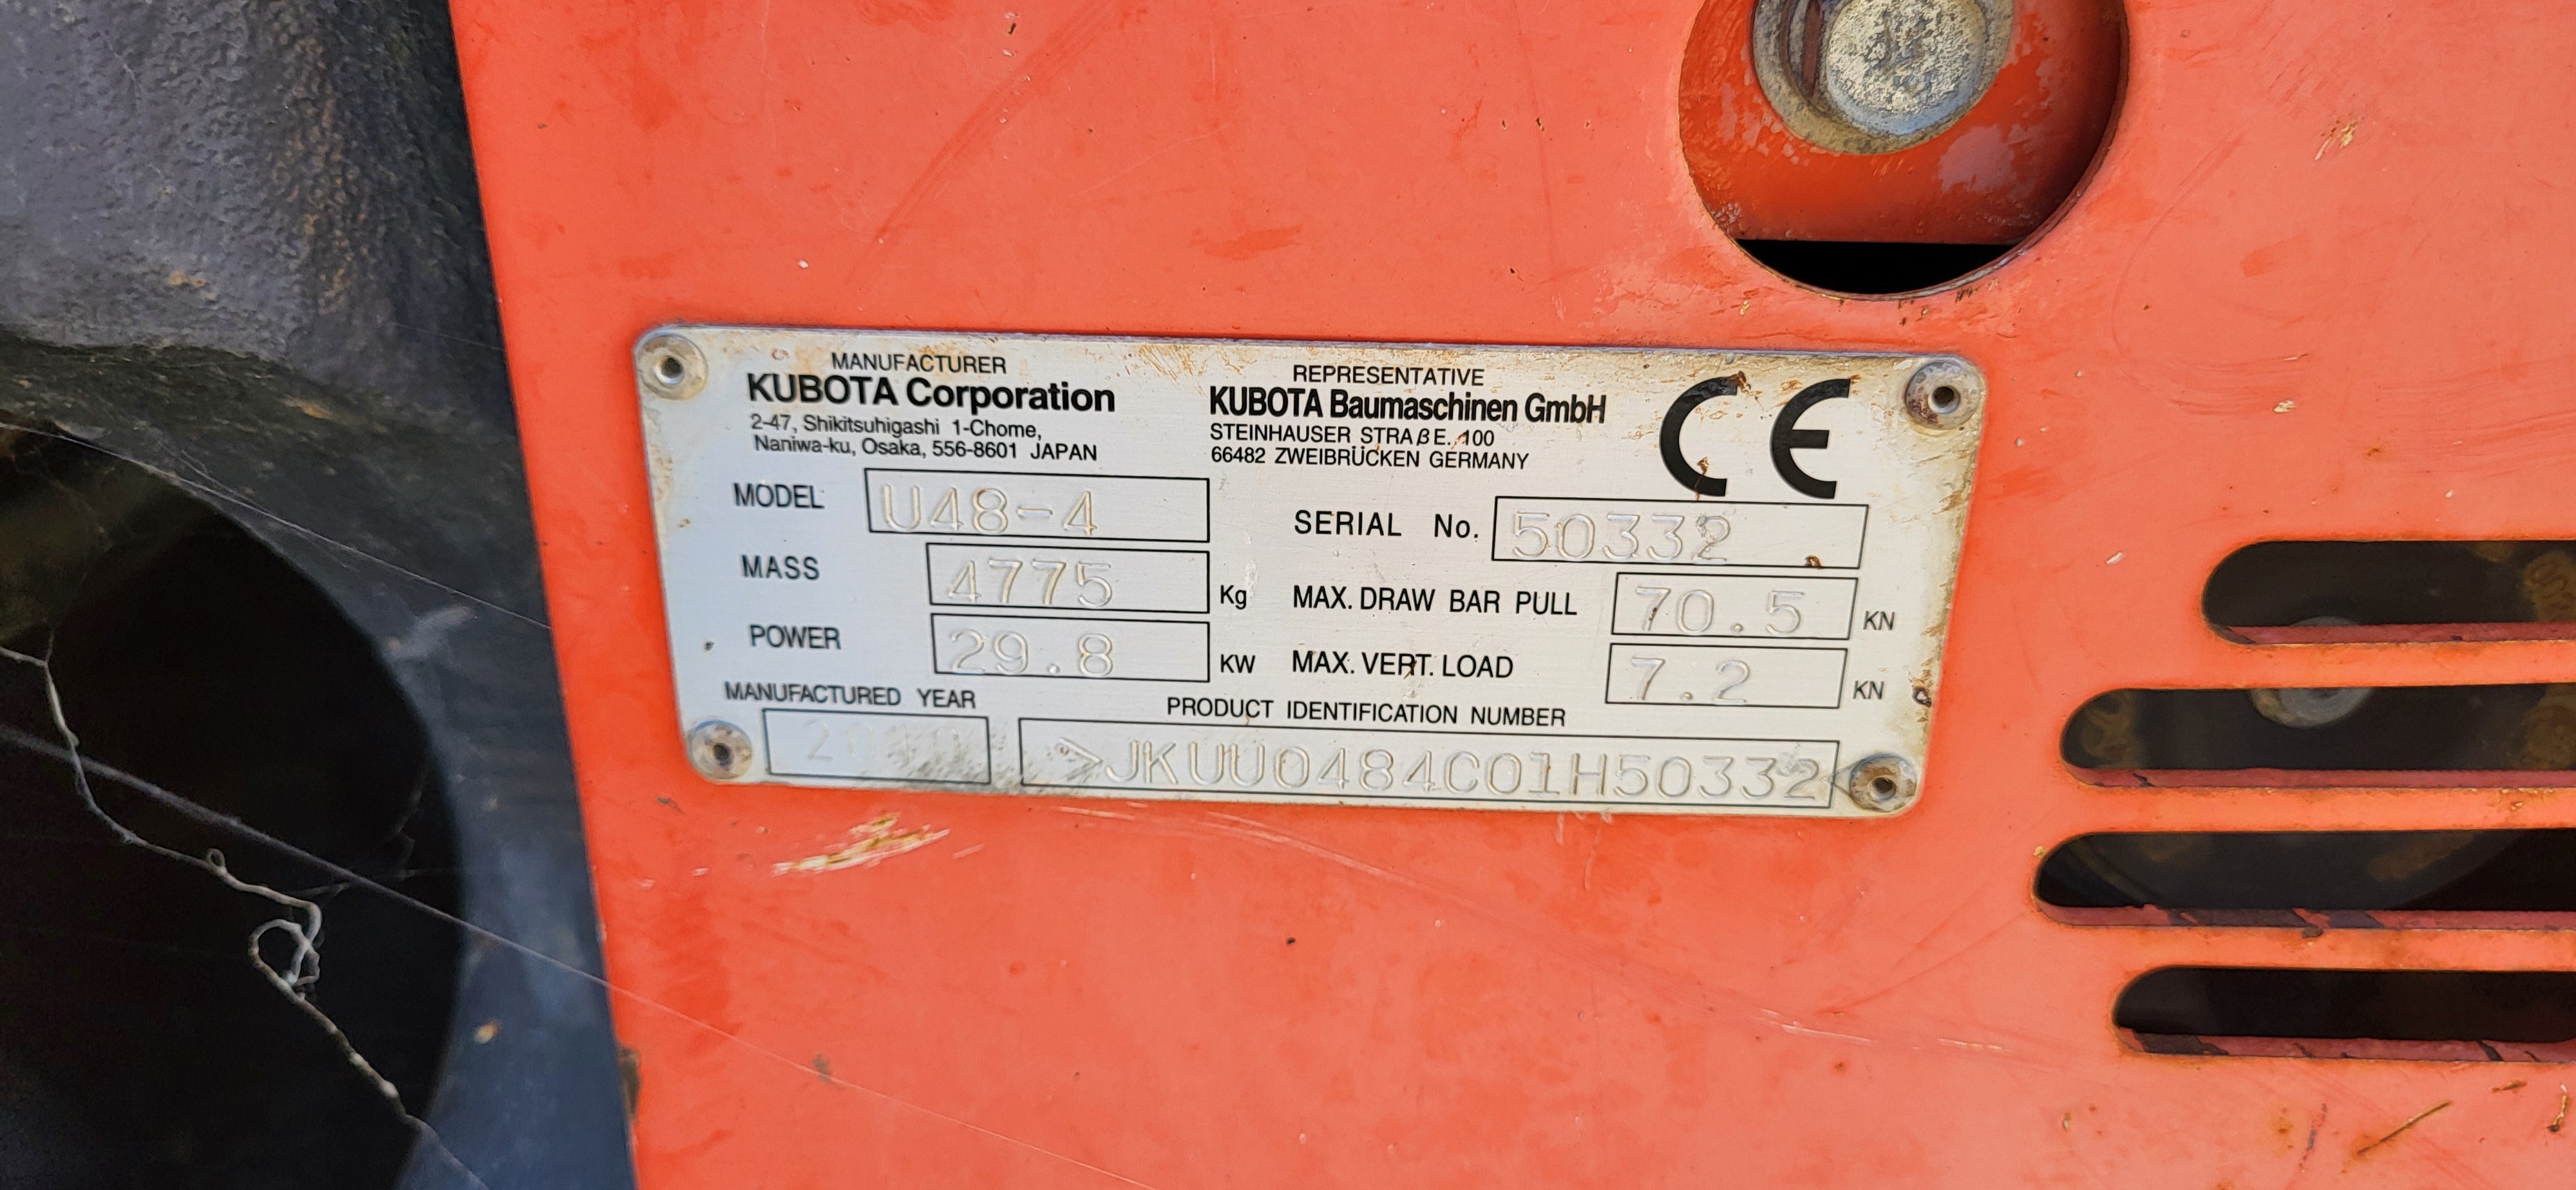 MANUFACTURER
KUBOTA Corporation
2-47, Shikitsuhigashi 1-Chome,
Naniwa-ku, Osaka, 556-8601 JAPAN
REPRESENTATIVE
KUBOTA Baumaschinen GmbH
STEINHAUSER STRAßE. 100
66482 ZWEIBRÜCKEN GERMANY
CE
MODEL U48-4
SERIAL No. 50332
MASS 4775 Kg
MAX. DRAW BAR PULL 70.5 KN
POWER 29.8 KW
MAX. VERT. LOAD 7.2 KN
MANUFACTURED YEAR
PRODUCT IDENTIFICATION NUMBER
>JKUU0484C01H50332<